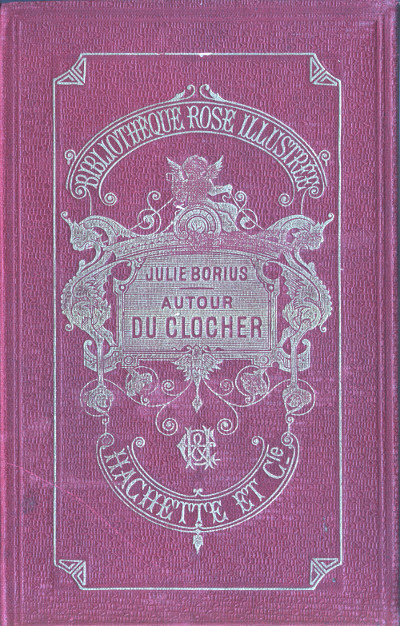 BIBLIOTHÈQUE ROSE ILLUSTRÉE
JULIE BORIUS
AUTOUR
DU CLOCHER
HACHETTE ET Cie